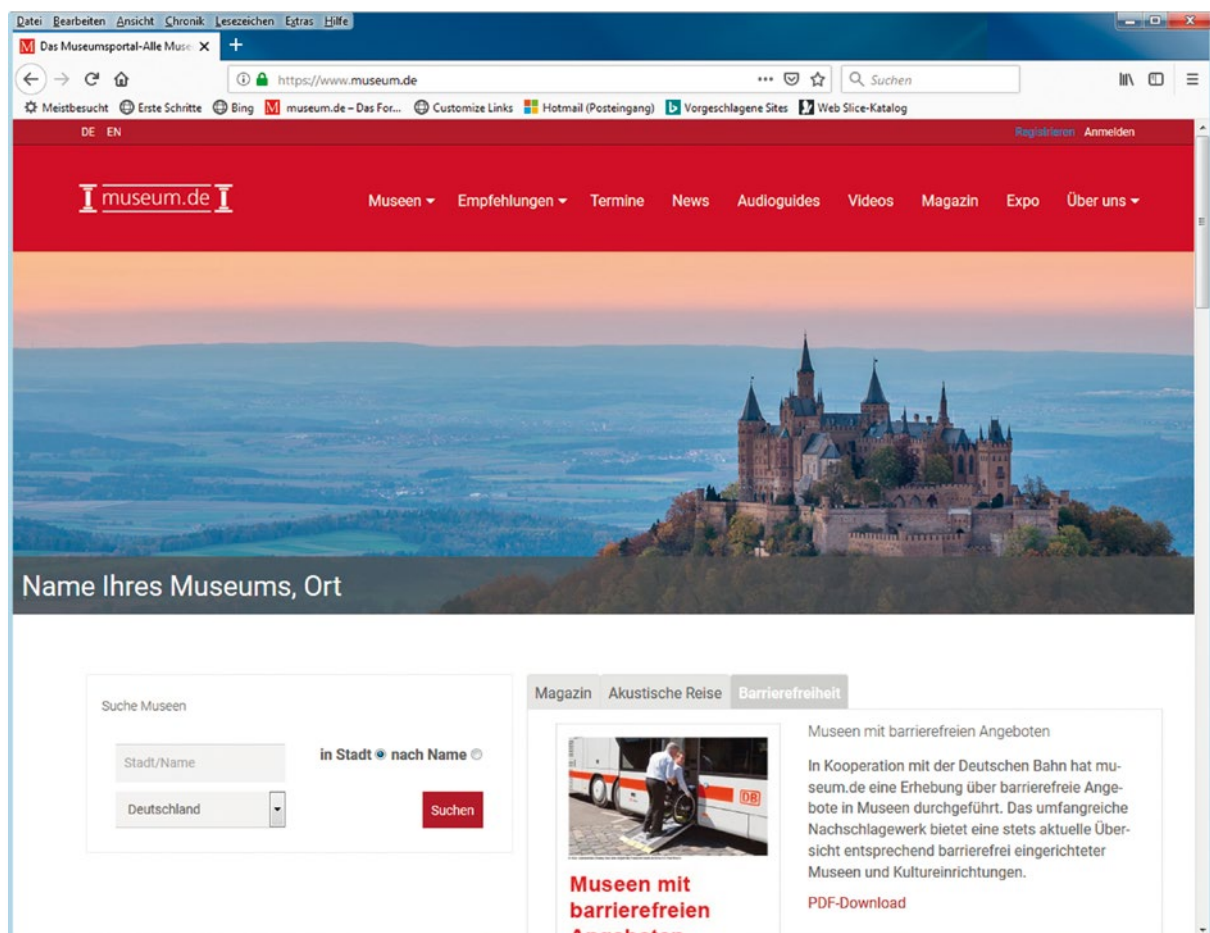 Datei Bearbeiten Ansicht Chronik Lesezeichen Extras Hilfe
Das Museumsportal-Alle Muse
https://www.museum.de
Suchen
Meistbesucht Erste Schritte Bing museum.de – Das For... Customize Links Hotmail (Posteingang) Vorgeschlagene Sites Web Slice-Katalog
DE EN Registrieren Anmelden
museum.de Museen Empfehlungen Termine News Audioguides Videos Magazin Expo Über uns
Name Ihres Museums, Ort
Suche Museen
Stadt/Name
in Stadt nach Name
Deutschland
Suchen
Magazin Akustische Reise Barrierefreiheit
DB
Museen mit
barrierefreien
Angeboten
Museen mit barrierefreien Angeboten
In Kooperation mit der Deutschen Bahn hat mu-
seum.de eine Erhebung über barrierefreie Ange-
bote in Museen durchgeführt. Das umfangreiche
Nachschlagewerk bietet eine stets aktuelle Über-
sicht entsprechend barrierefrei eingerichteter
Museen und Kultureinrichtungen.
PDF-Download